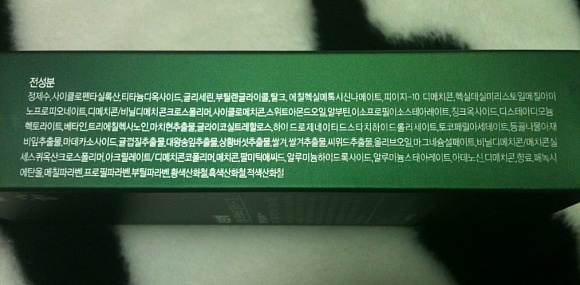 전성분
정제수,사이클로펜타실록산,티타늄디옥사이드,글리세린,부틸렌글라이콜,탈크, 에칠헥실메톡시신나메이트, 피이지-10 디메치콘,헥실데실미리스토일메칠아미
노프로피오네이트,디메치콘/비닐디메치콘크로스폴리머,사이클로메치콘,스위트아몬드오일,알부틴,이소프로필이소스테아레이트,징크옥사이드,디스테아디모늄
헥토라이트,베타인,트리에칠헥사노인,마치현추출물,글라이코실트레할로스,하이드로제네이티드스타치하이드롤리세이트,토코페릴아세테이트,둥굴나물아재
비잎추출물,마데카소사이드,귤껍질추출물,대왕송잎추출물,상황버섯추출물,쌀겨,쌀겨추출물,씨위드추출물,올리브오일,마그네슘설페이트,비닐디메치콘/메치콘실
세스퀴옥산크로스폴리머,아크릴레이트/디메치콘코폴리머,메치콘,팔미틱애씨드,알루미늄하이드록사이드,알루미늄스테아레이트,아데노신,디메치콘,향료,페녹시
에탄올,메칠파라벤,프로필파라벤,부틸파라벤,황색산화철,흑색산화철,적색산화철